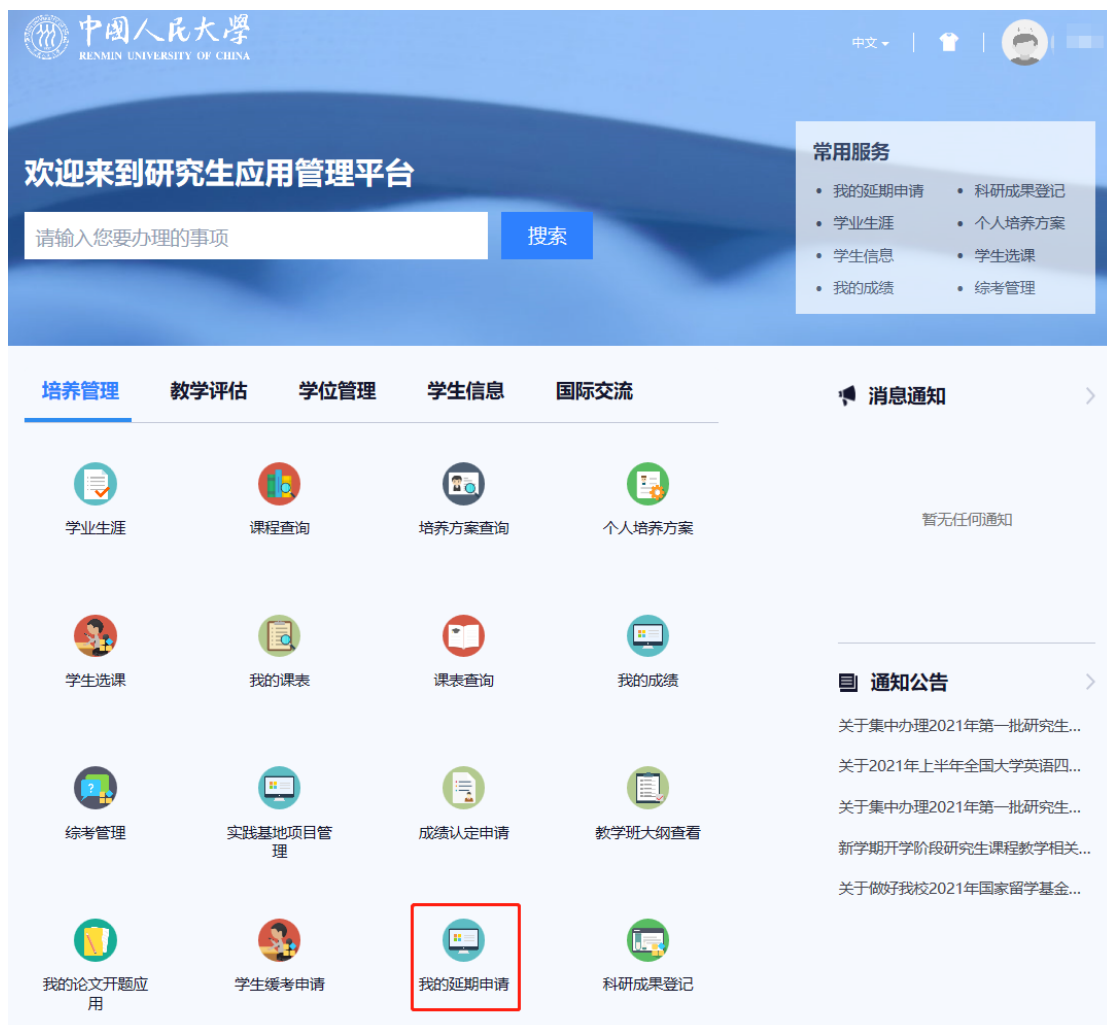 中國人民大學
RENMIN UNIVERSITY OF CHINA
中文
欢迎来到研究生应用管理平台
请输入您要办理的事项
搜索
常用服务
我的延期申请
科研成果登记
学业生涯
个人培养方案
学生信息
学生选课
我的成绩
综考管理
培养管理 教学评估 学位管理 学生信息 国际交流
学业生涯 课程查询 培养方案查询 个人培养方案
学生选课 我的课表 课表查询 我的成绩
综考管理 实践基地项目管 成绩认定申请 教学班大纲查看
理
我的论文开题应 学生缓考申请 我的延期申请 科研成果登记
用
消息通知
暂无任何通知
通知公告
关于集中办理2021年第一批研究生...
关于2021年上半年全国大学英语四...
关于集中办理2021年第一批研究生...
新学期开学阶段研究生课程教学相关...
关于做好我校2021年国家留学基金...